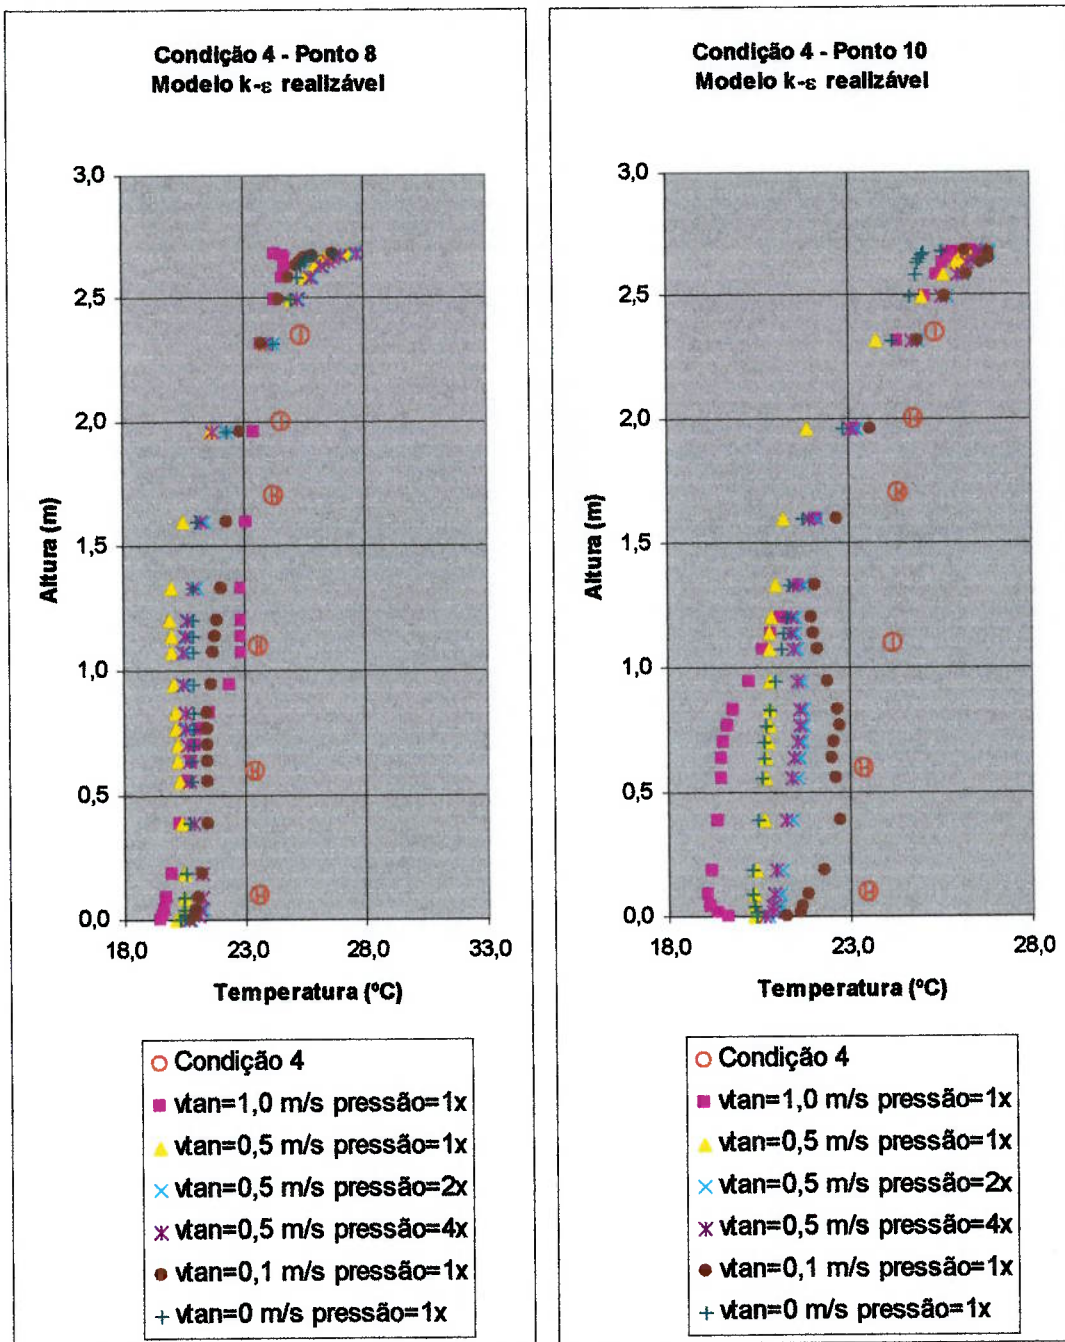 Condição 4 - Ponto 8
Modelo k-ε realizável
3,0
2,5
2,0
1,5
1,0
0,5
0,0
Altura (m)
18,0 23,0 28,0 33,0
Temperatura (ºC)
Condição 4
vtan=1,0 m/s pressão=1x
vtan=0,5 m/s pressão=1x
vtan=0,5 m/s pressão=2x
vtan=0,5 m/s pressão=4x
vtan=0,1 m/s pressão=1x
vtan=0 m/s pressão=1x
Condição 4 - Ponto 10
Modelo k-ε realizável
3,0
2,5
2,0
1,5
1,0
0,5
0,0
Altura (m)
18,0 23,0 28,0
Temperatura (ºC)
Condição 4
vtan=1,0 m/s pressão=1x
vtan=0,5 m/s pressão=1x
vtan=0,5 m/s pressão=2x
vtan=0,5 m/s pressão=4x
vtan=0,1 m/s pressão=1x
vtan=0 m/s pressão=1x